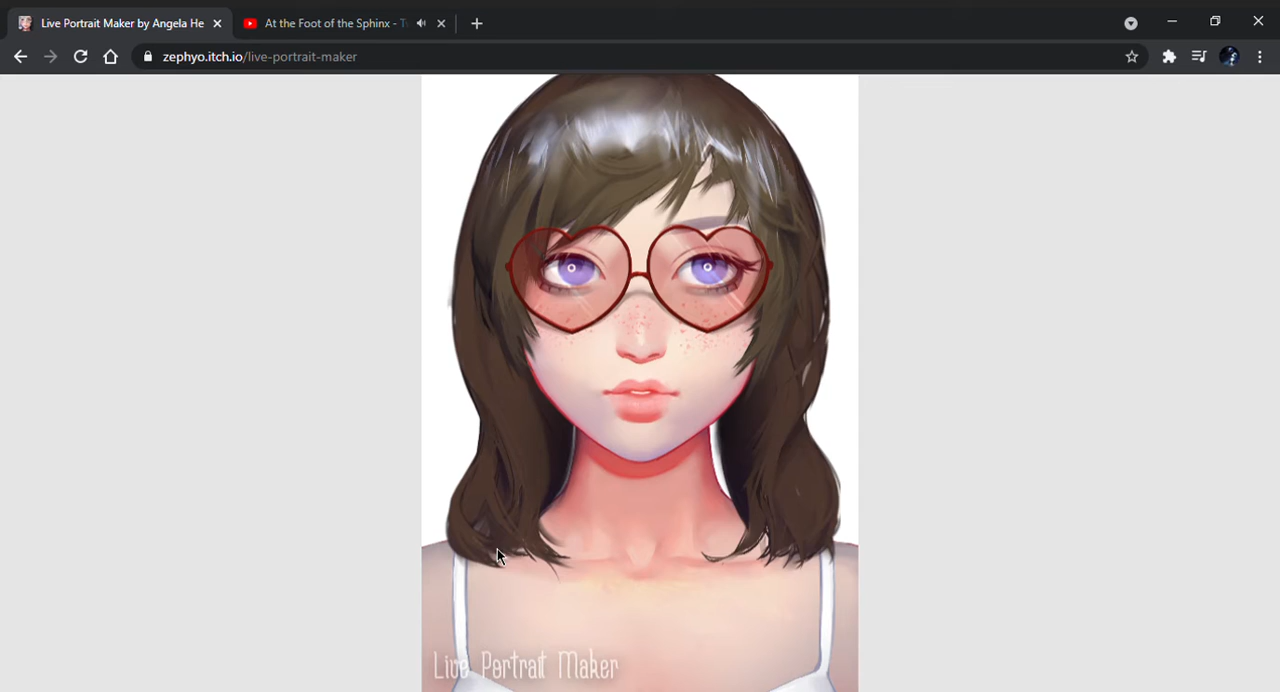 Live Portrait Maker by Angela He
At the Foot of the Sphinx - T
zephyo.itch.io/live-portrait-maker
Live Portrait Maker